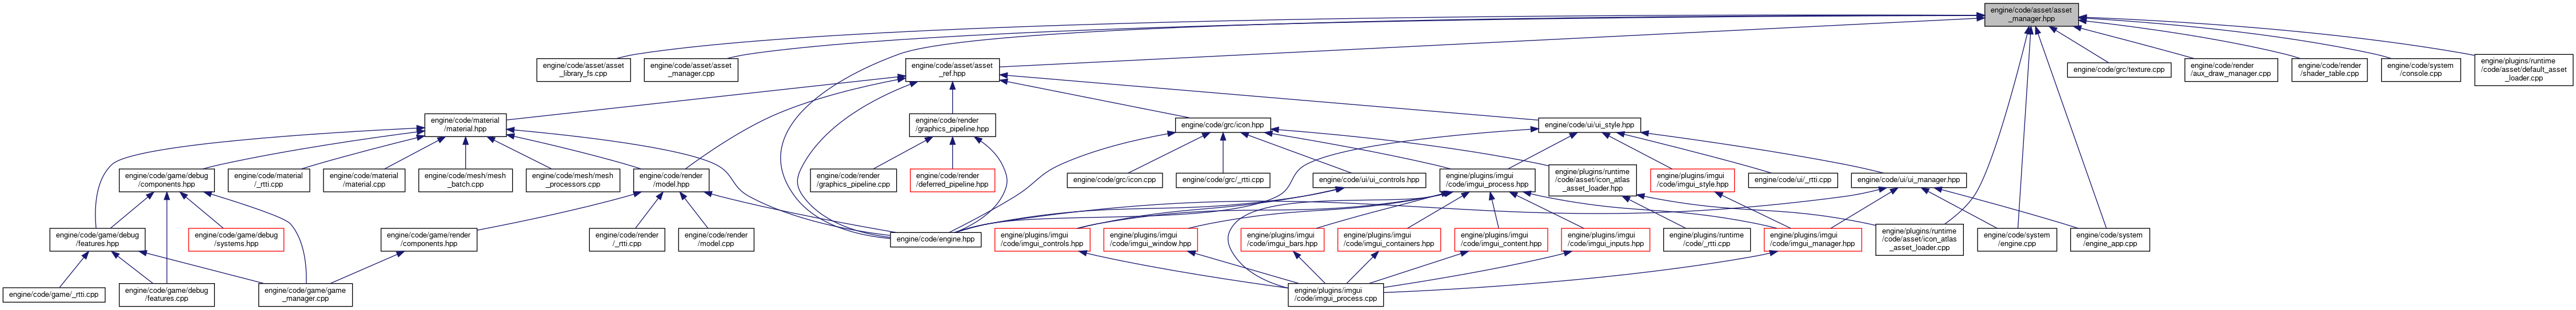 engine/code/asset/asset
_manager.hpp
engine/code/asset/asset
_library_fs.cpp
engine/code/asset/asset
_manager.cpp
engine/code/asset/asset
_ref.hpp
engine/code/grc/texture.cpp
engine/code/render
/aux_draw_manager.cpp
engine/code/render
/shader_table.cpp
engine/code/system
/console.cpp
engine/plugins/runtime
/code/asset/default_asset
_loader.cpp
engine/code/material
/material.hpp
engine/code/render
/graphics_pipeline.hpp
engine/code/grc/icon.hpp
engine/code/ui/ui_style.hpp
engine/code/game/debug
/components.hpp
engine/code/material
/_rtti.cpp
engine/code/material
/material.cpp
engine/code/mesh/mesh
_batch.cpp
engine/code/mesh/mesh
_processors.cpp
engine/code/render
/model.hpp
engine/code/render
/graphics_pipeline.cpp
engine/code/render
/deferred_pipeline.hpp
engine/code/grc/icon.cpp
engine/code/grc/_rtti.cpp
engine/code/ui/ui_controls.hpp
engine/plugins/imgui
/code/imgui_process.hpp
engine/plugins/runtime
/code/asset/icon_atlas
_asset_loader.hpp
engine/plugins/imgui
/code/imgui_style.hpp
engine/code/ui/_rtti.cpp
engine/code/ui/ui_manager.hpp
engine/code/game/debug
/features.hpp
engine/code/game/debug
/systems.hpp
engine/code/game/render
/components.hpp
engine/code/render
/_rtti.cpp
engine/code/render
/model.cpp
engine/code/engine.hpp
engine/plugins/imgui
/code/imgui_controls.hpp
engine/plugins/imgui
/code/imgui_window.hpp
engine/plugins/imgui
/code/imgui_bars.hpp
engine/plugins/imgui
/code/imgui_containers.hpp
engine/plugins/imgui
/code/imgui_content.hpp
engine/plugins/imgui
/code/imgui_inputs.hpp
engine/plugins/runtime
/code/_rtti.cpp
engine/plugins/imgui
/code/imgui_manager.hpp
engine/plugins/runtime
/code/asset/icon_atlas
_asset_loader.cpp
engine/code/system
/engine.cpp
engine/code/system
/engine_app.cpp
engine/code/game/_rtti.cpp
engine/code/game/debug
/features.cpp
engine/code/game/game
_manager.cpp
engine/plugins/imgui
/code/imgui_process.cpp